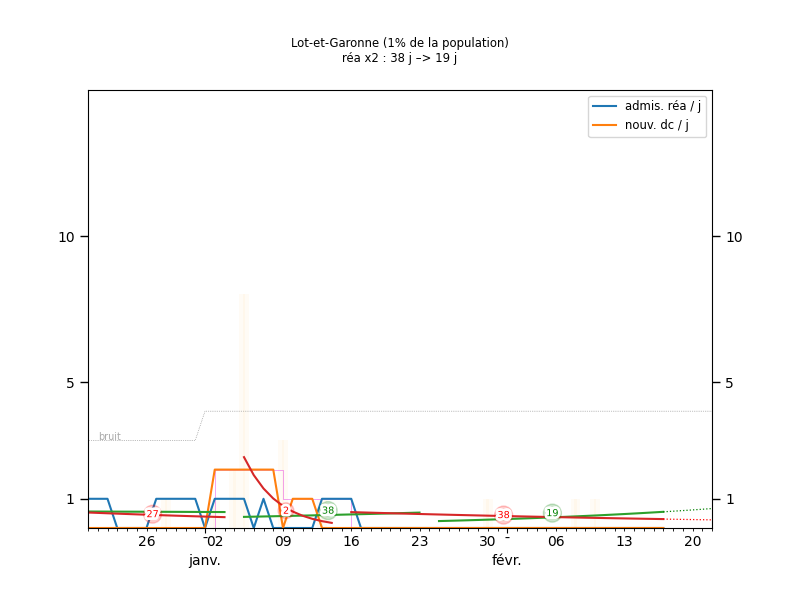 Lot-et-Garonne (1% de la population)
réa x2 : 38 j –> 19 j
admis. réa / j
nouv. dc / j
10 10
5 5
bruit
1 1
27 2 38 38 19
26 02 09 16 23 30 06 13 20
janv. févr.